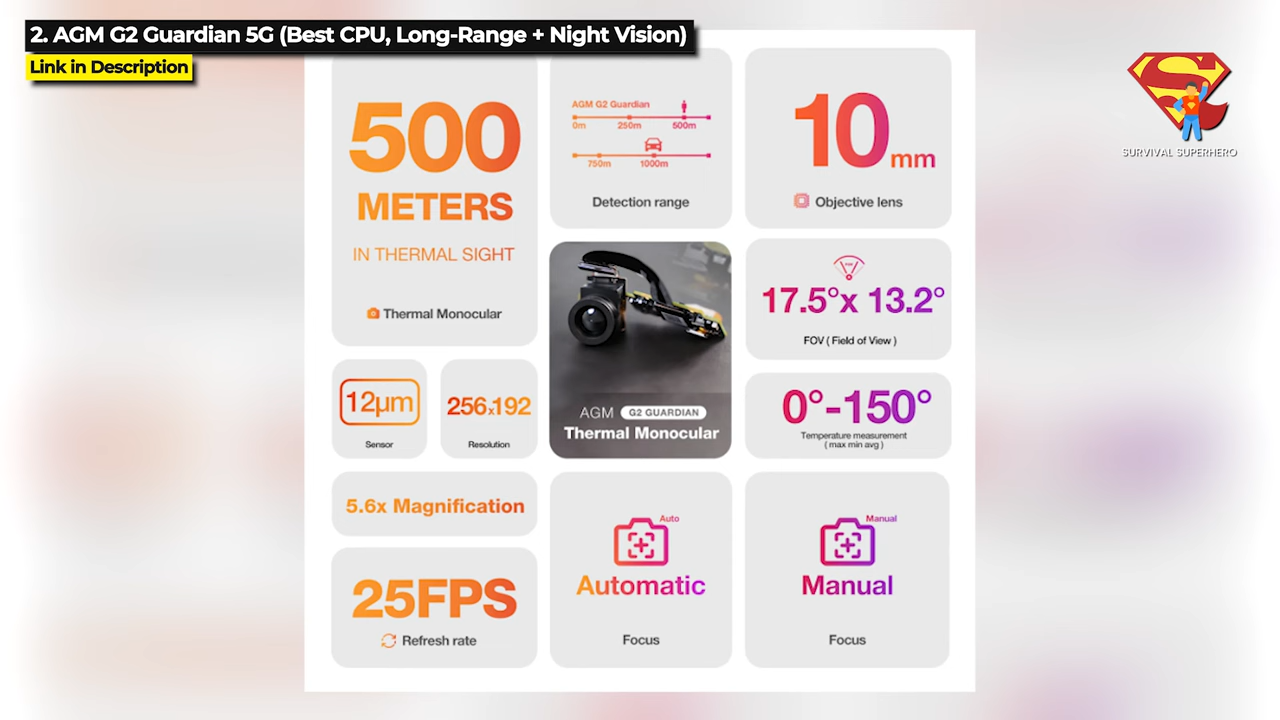 2. AGM G2 Guardian 5G (Best CPU, Long-Range + Night Vision)
Link in Description
SURVIVAL SUPERHERO
500
METERS
IN THERMAL SIGHT
Thermal Monocular
AGM G2 Guardian
0m 250m 500m
750m 1000m
Detection range
10mm
Objective lens
AGM G2 GUARDIAN
Thermal Monocular
17.5°x 13.2°
FOV ( Field of View )
12μm
Sensor
256x192
Resolution
0°-150°
Temperature measurement
( max min avg )
5.6x Magnification
25FPS
Refresh rate
Auto
Automatic
Focus
Manual
Manual
Focus